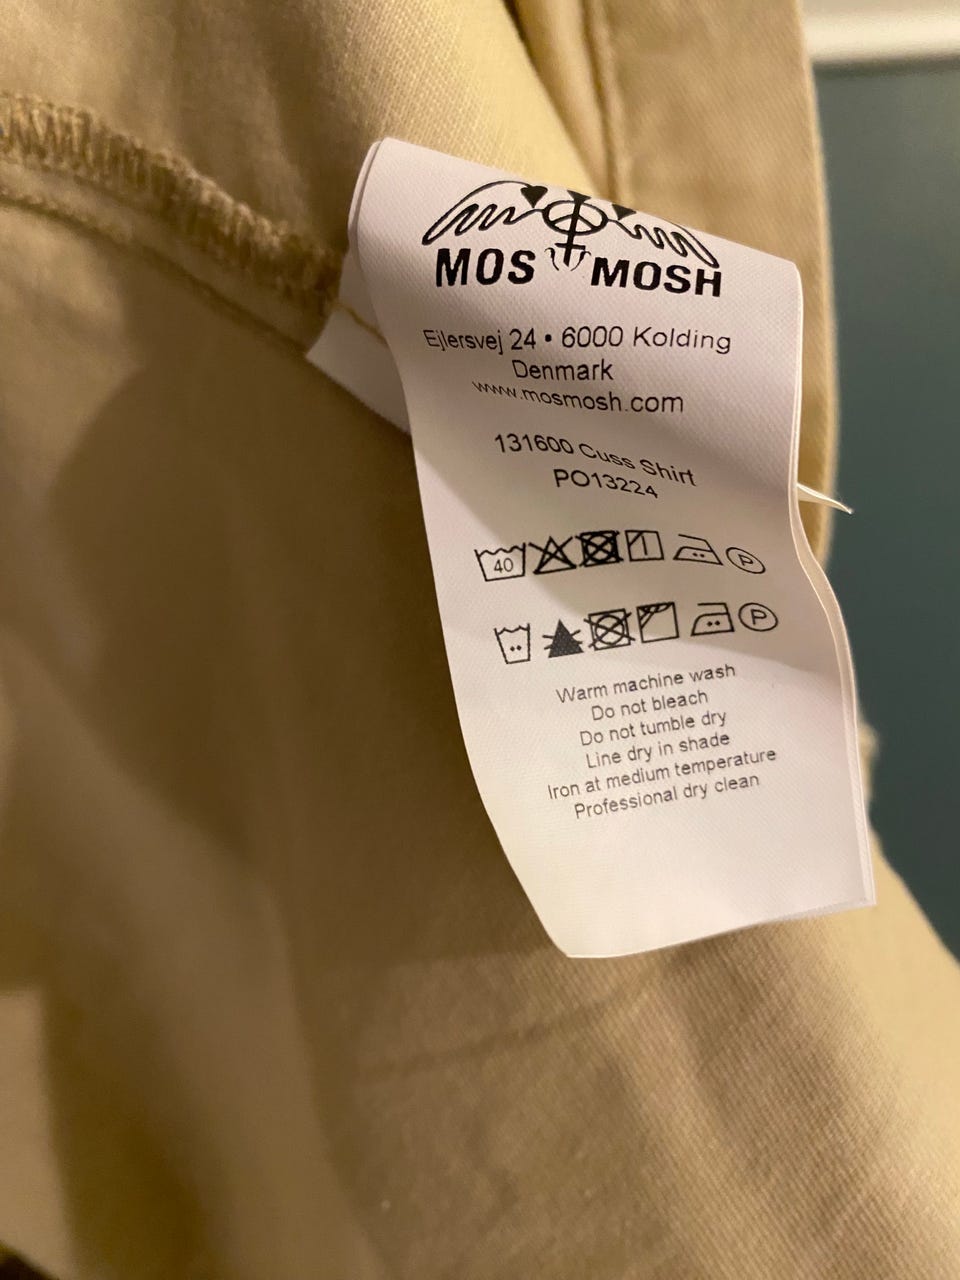 MOS MOSH
Ejlersvej 24 • 6000 Kolding
Denmark
www.mosmosh.com
131600 Cuss Shirt
PO13224
40 P
P
Warm machine wash
Do not bleach
Do not tumble dry
Line dry in shade
Iron at medium temperature
Professional dry clean